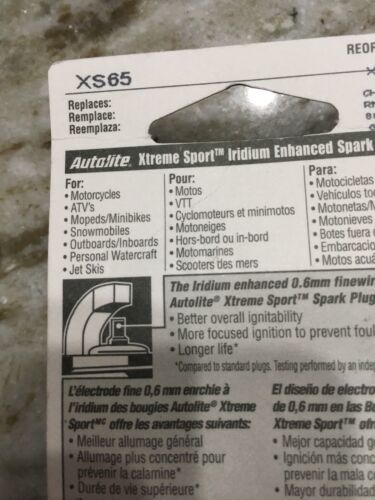 REOR
XS65
Replaces:
Remplace:
Reemplaza:
Autolite® Xtreme Sport™ Iridium Enhanced Spark
For:
• Motorcycles
• ATV's
• Mopeds/Minibikes
• Snowmobiles
• Outboards/Inboards
• Personal Watercraft
• Jet Skis
Pour:
• Motos
• VTT
• Cyclomoteurs et minimotos
• Motoneiges
• Hors-bord ou in-bord
• Motomarines
• Scooters des mers
Para:
• Motocicletas
• Vehículos to
• Motonetas/M
• Motonieves
• Botes fuera
• Embarcacio
• Motos acuá
The Iridium enhanced 0.6mm finewir
Autolite® Xtreme Sport™ Spark Plug
• Better overall ignitability
• More focused ignition to prevent foul
• Longer life*
*Compared to standard plugs. Testing performed by an indep
L'électrode fine 0,6 mm enrchie à
l'iridium des bougies Autolite® Xtreme
Sport™ᶜ offre les avantages suivants:
• Meilleur allumage général
• Allumage plus concentré pour
prévenir la calamine*
• Durée de vie supérieure*
El diseño de electro
de 0,6 mm en las Bu
Xtreme Sport™ ofr
• Mejor capacidad g
• Ignición más conc
prevenir la mala c
• Mayor durabilidad